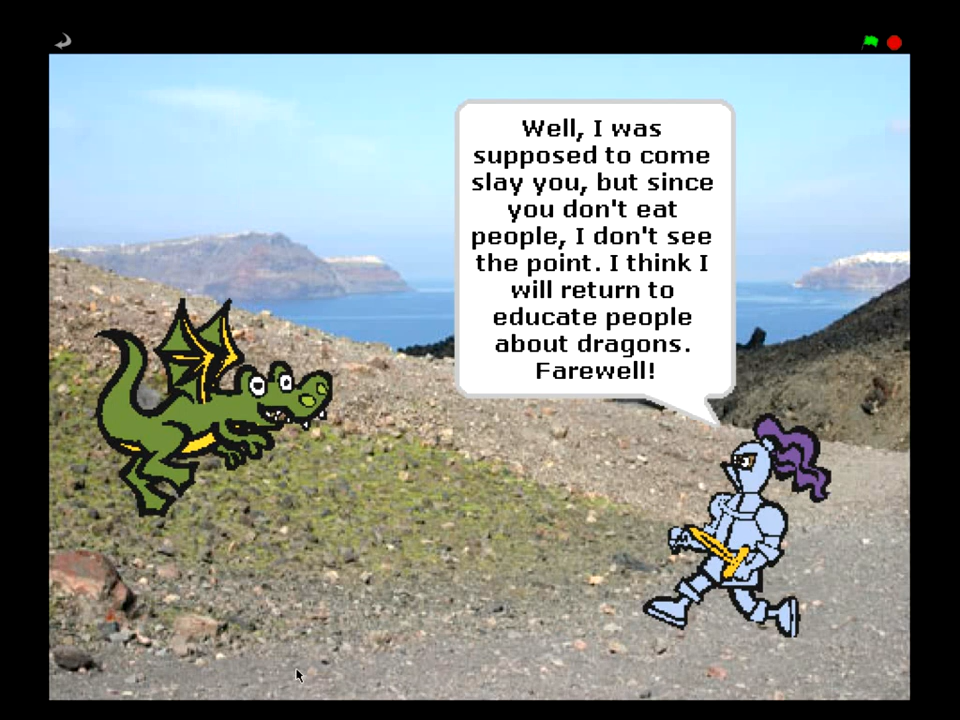 Well, I was
supposed to come
slay you, but since
you don't eat
people, I don't see
the point. I think I
will return to
educate people
about dragons.
Farewell!